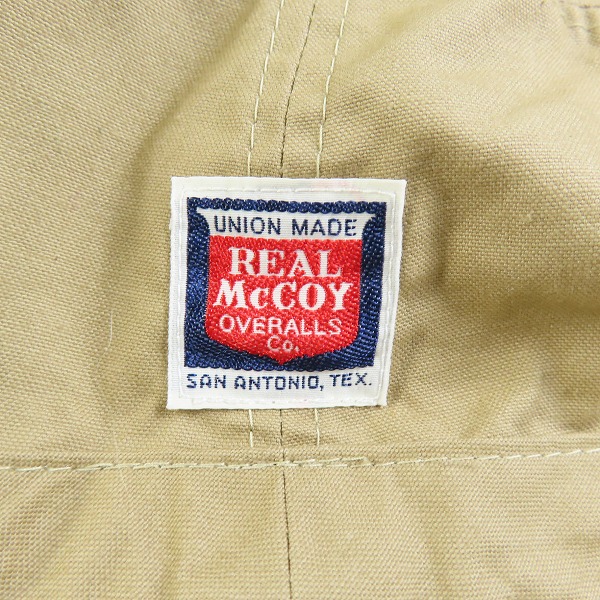 UNION MADE
REAL
McCOY
OVERALLS
Co.
SAN ANTONIO, TEX.